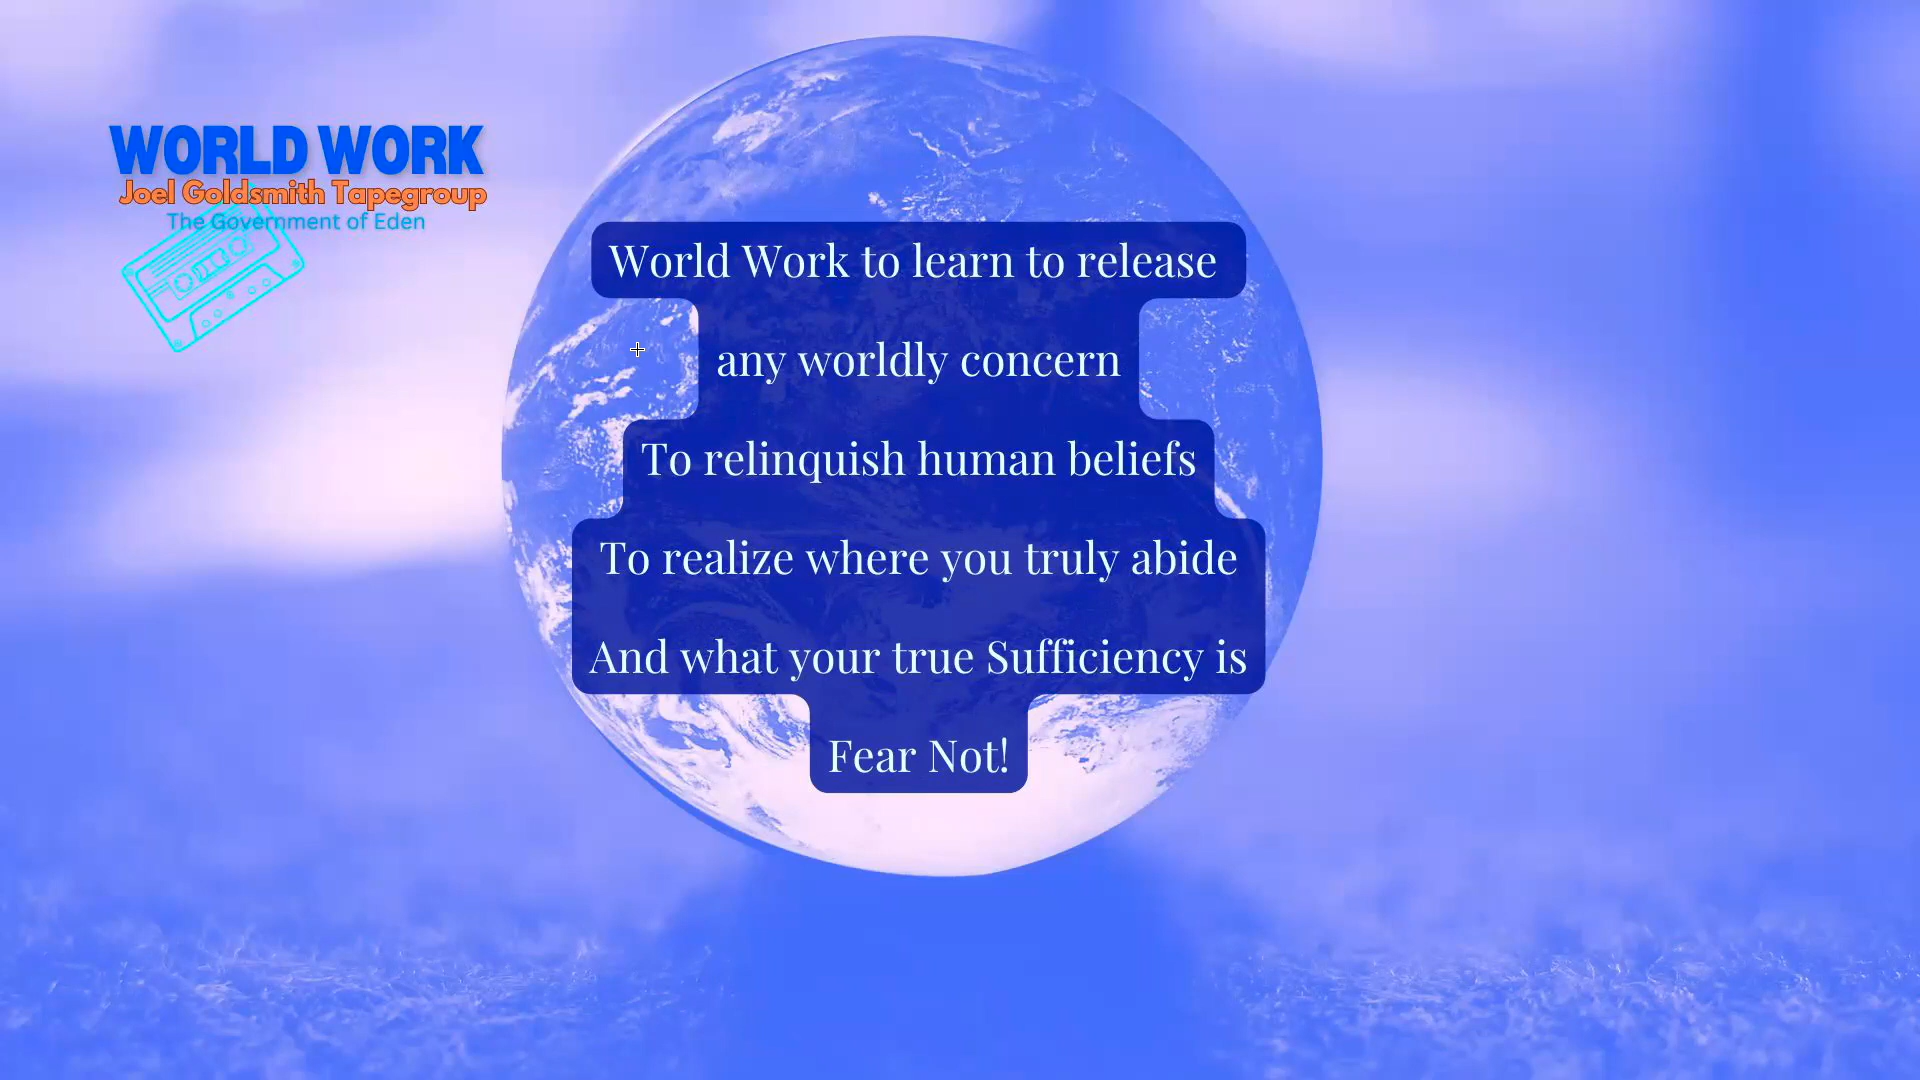 WORLD WORK
Joel Goldsmith Tapegroup
The Government of Eden
World Work to learn to release
any worldly concern
To relinquish human beliefs
To realize where you truly abide
And what your true Sufficiency is
Fear Not!